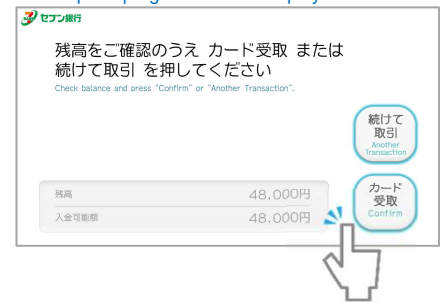 セブン銀行
残高をご確認のうえ カード受取 または
続けて取引 を押してください
Check balance and press "Confirm" or "Another Transaction".
続けて
取引
Another
Transaction
残高 48,000円
入金可能額 48,000円
カード
受取
Confirm